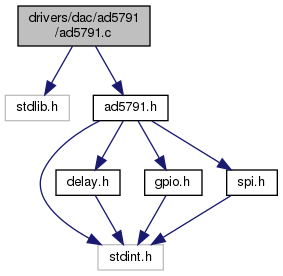 drivers/dac/ad5791
/ad5791.c
stdlib.h
ad5791.h
delay.h
gpio.h
spi.h
stdint.h